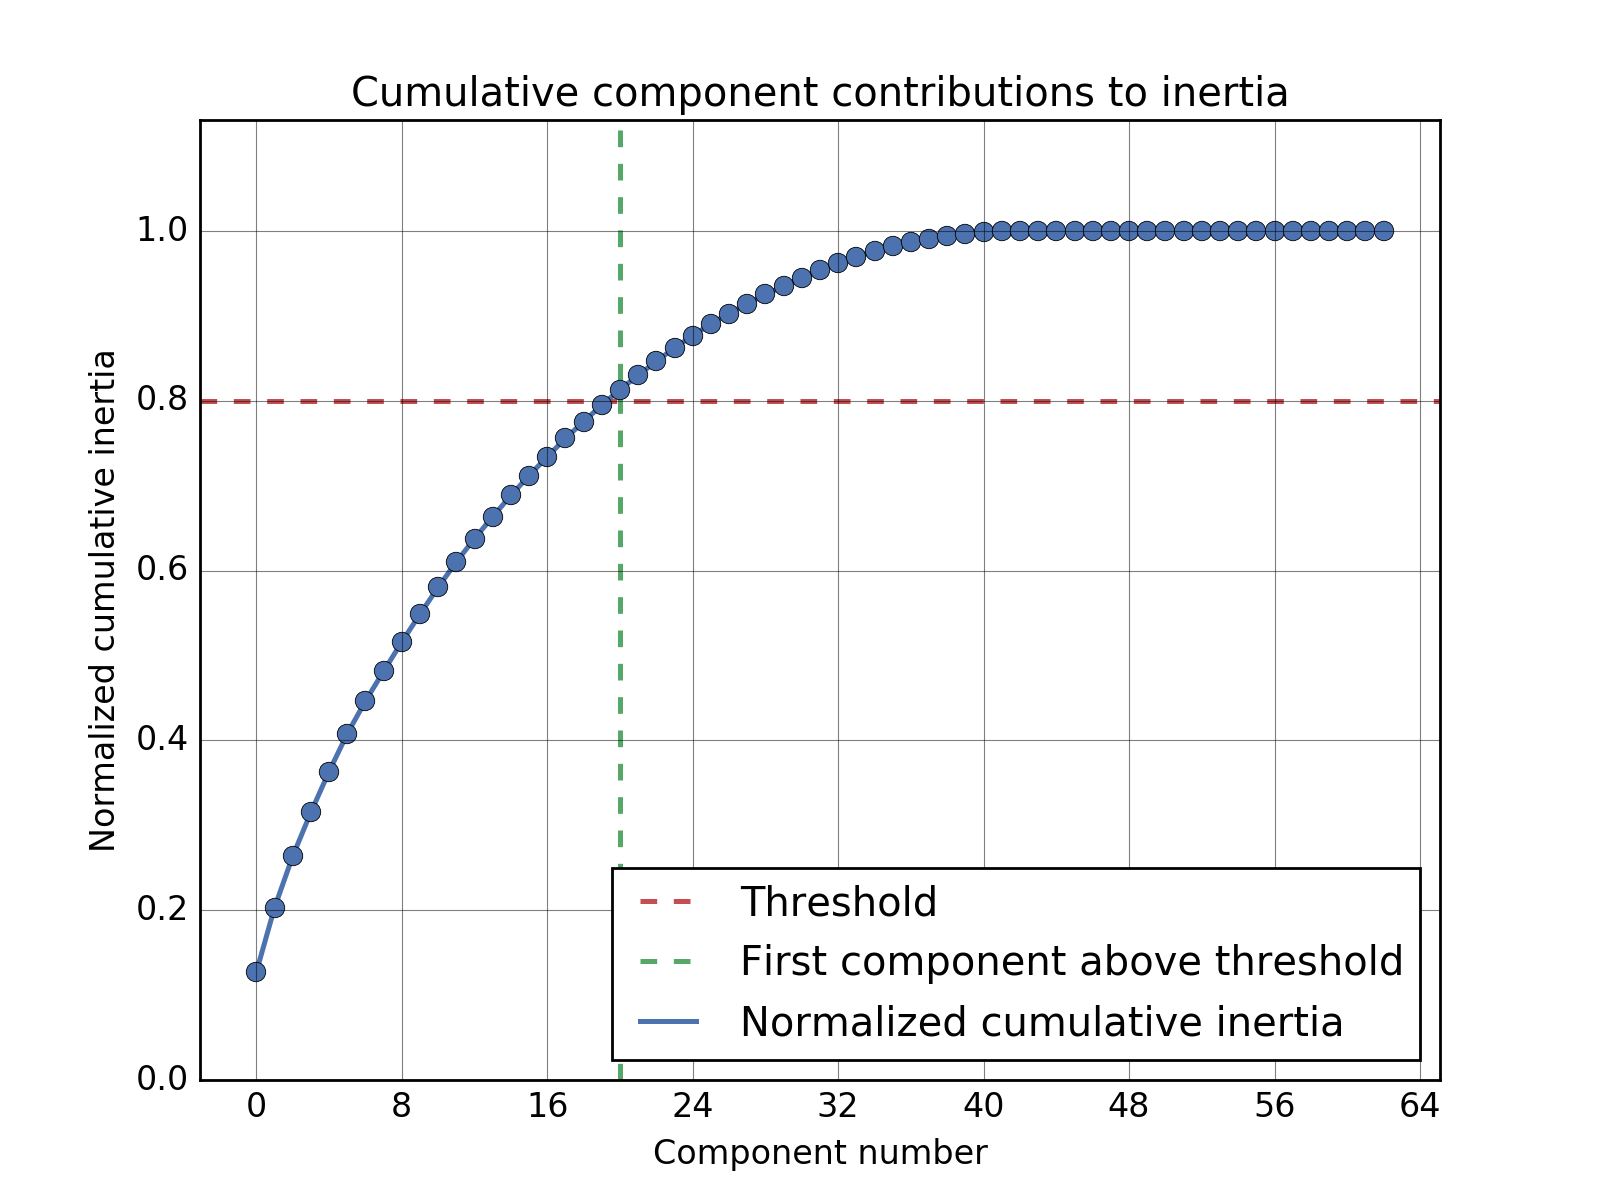 Cumulative component contributions to inertia
Normalized cumulative inertia
1.0
0.8
0.6
0.4
0.2
0.0
Threshold
First component above threshold
Normalized cumulative inertia
0 8 16 24 32 40 48 56 64
Component number